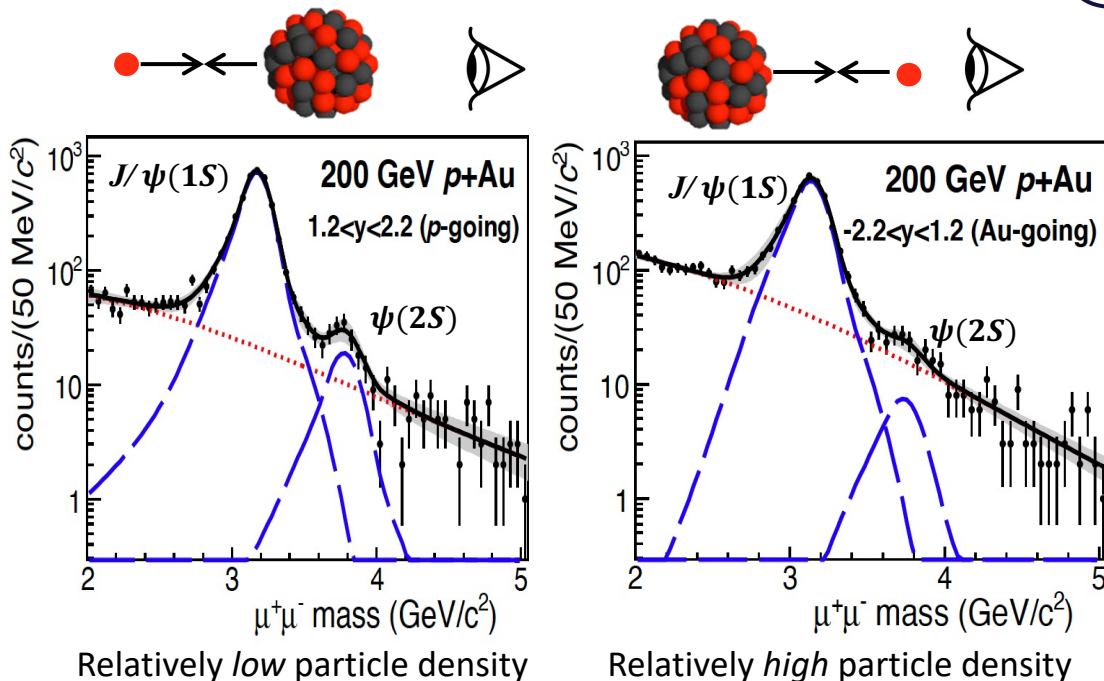 10³
10²
10
1
counts/(50 MeV/c²)
J/ψ(1S)
200 GeV p+Au
1.2<y<2.2 (p-going)
ψ(2S)
2 3 4 5
μ⁺μ⁻ mass (GeV/c²)
Relatively low particle density
10³
10²
10
1
counts/(50 MeV/c²)
J/ψ(1S)
200 GeV p+Au
-2.2<y<1.2 (Au-going)
ψ(2S)
2 3 4 5
μ⁺μ⁻ mass (GeV/c²)
Relatively high particle density